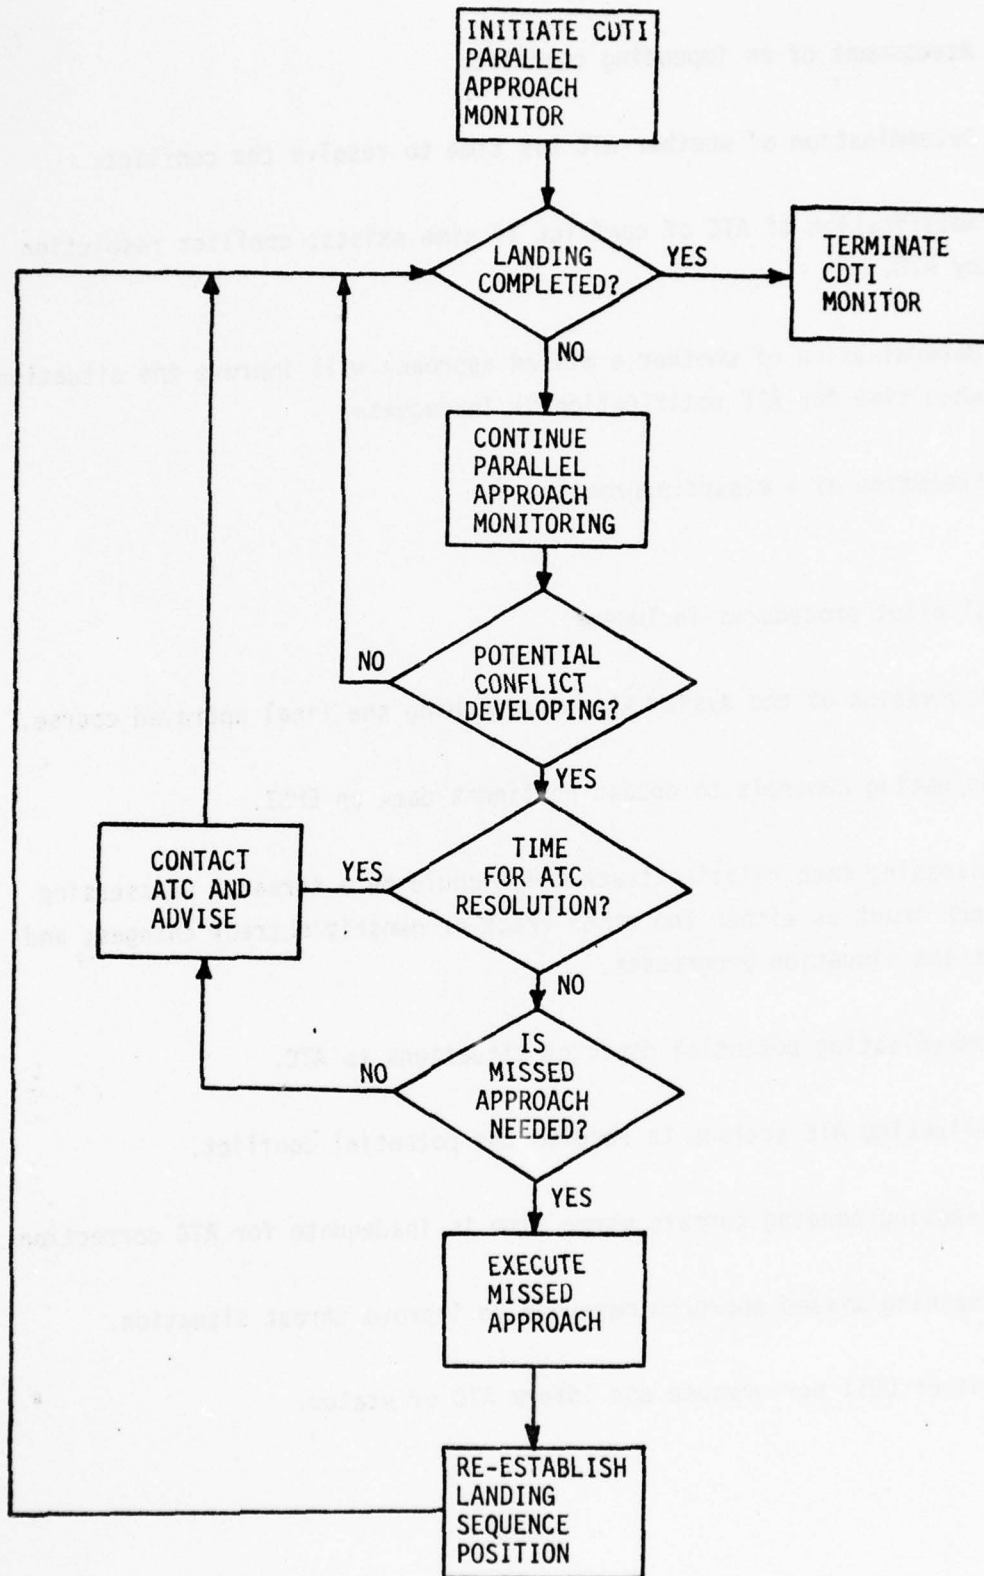 INITIATE CDTI
PARALLEL
APPROACH
MONITOR
LANDING
COMPLETED?
YES
TERMINATE
CDTI
MONITOR
NO
CONTINUE
PARALLEL
APPROACH
MONITORING
NO
POTENTIAL
CONFLICT
DEVELOPING?
YES
CONTACT
ATC AND
ADVISE
YES
TIME
FOR ATC
RESOLUTION?
NO
NO
IS
MISSED
APPROACH
NEEDED?
YES
EXECUTE
MISSED
APPROACH
RE-ESTABLISH
LANDING
SEQUENCE
POSITION